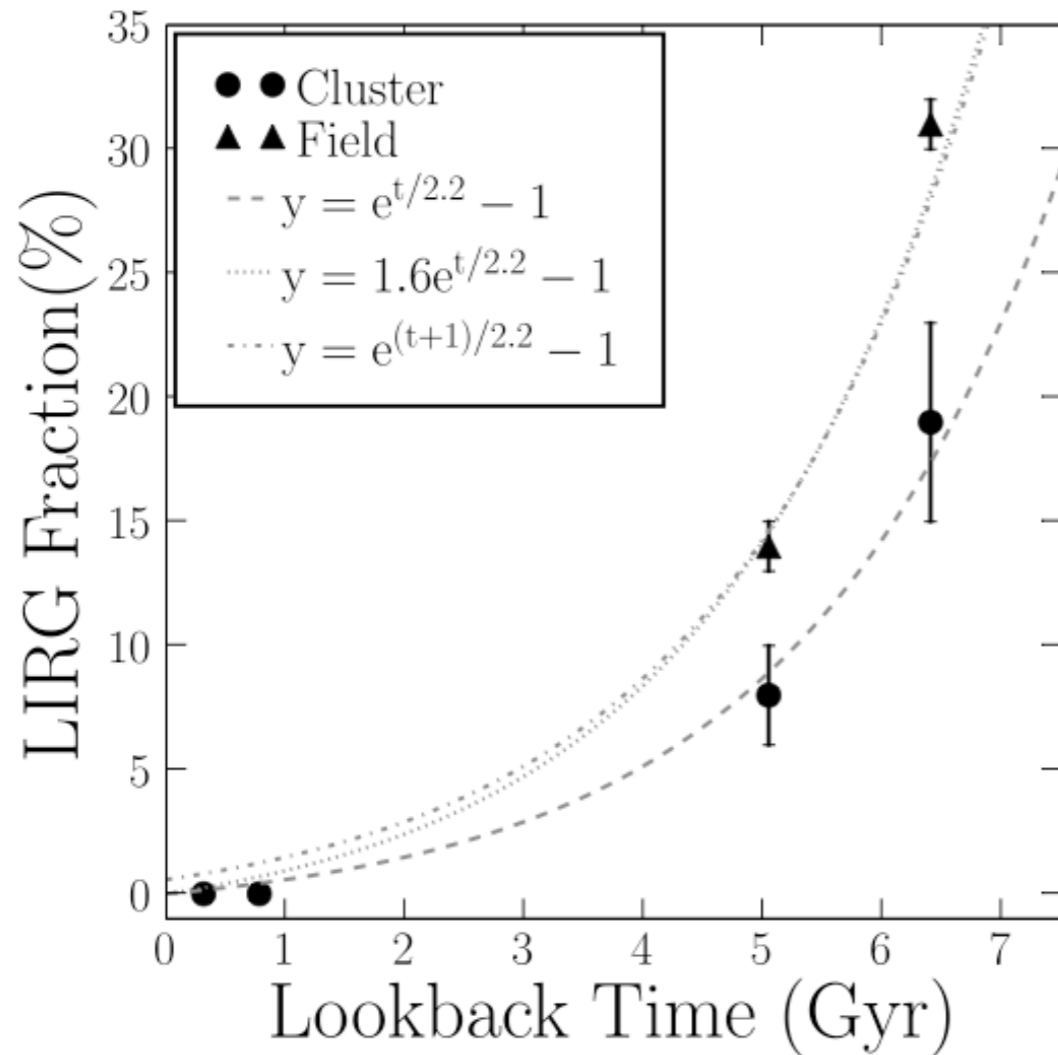 LIRG Fraction(%)
35
30
25
20
15
10
5
0
Cluster
Field
y = e^{t/2.2} − 1
y = 1.6e^{t/2.2} − 1
y = e^{(t+1)/2.2} − 1
0 1 2 3 4 5 6 7
Lookback Time (Gyr)